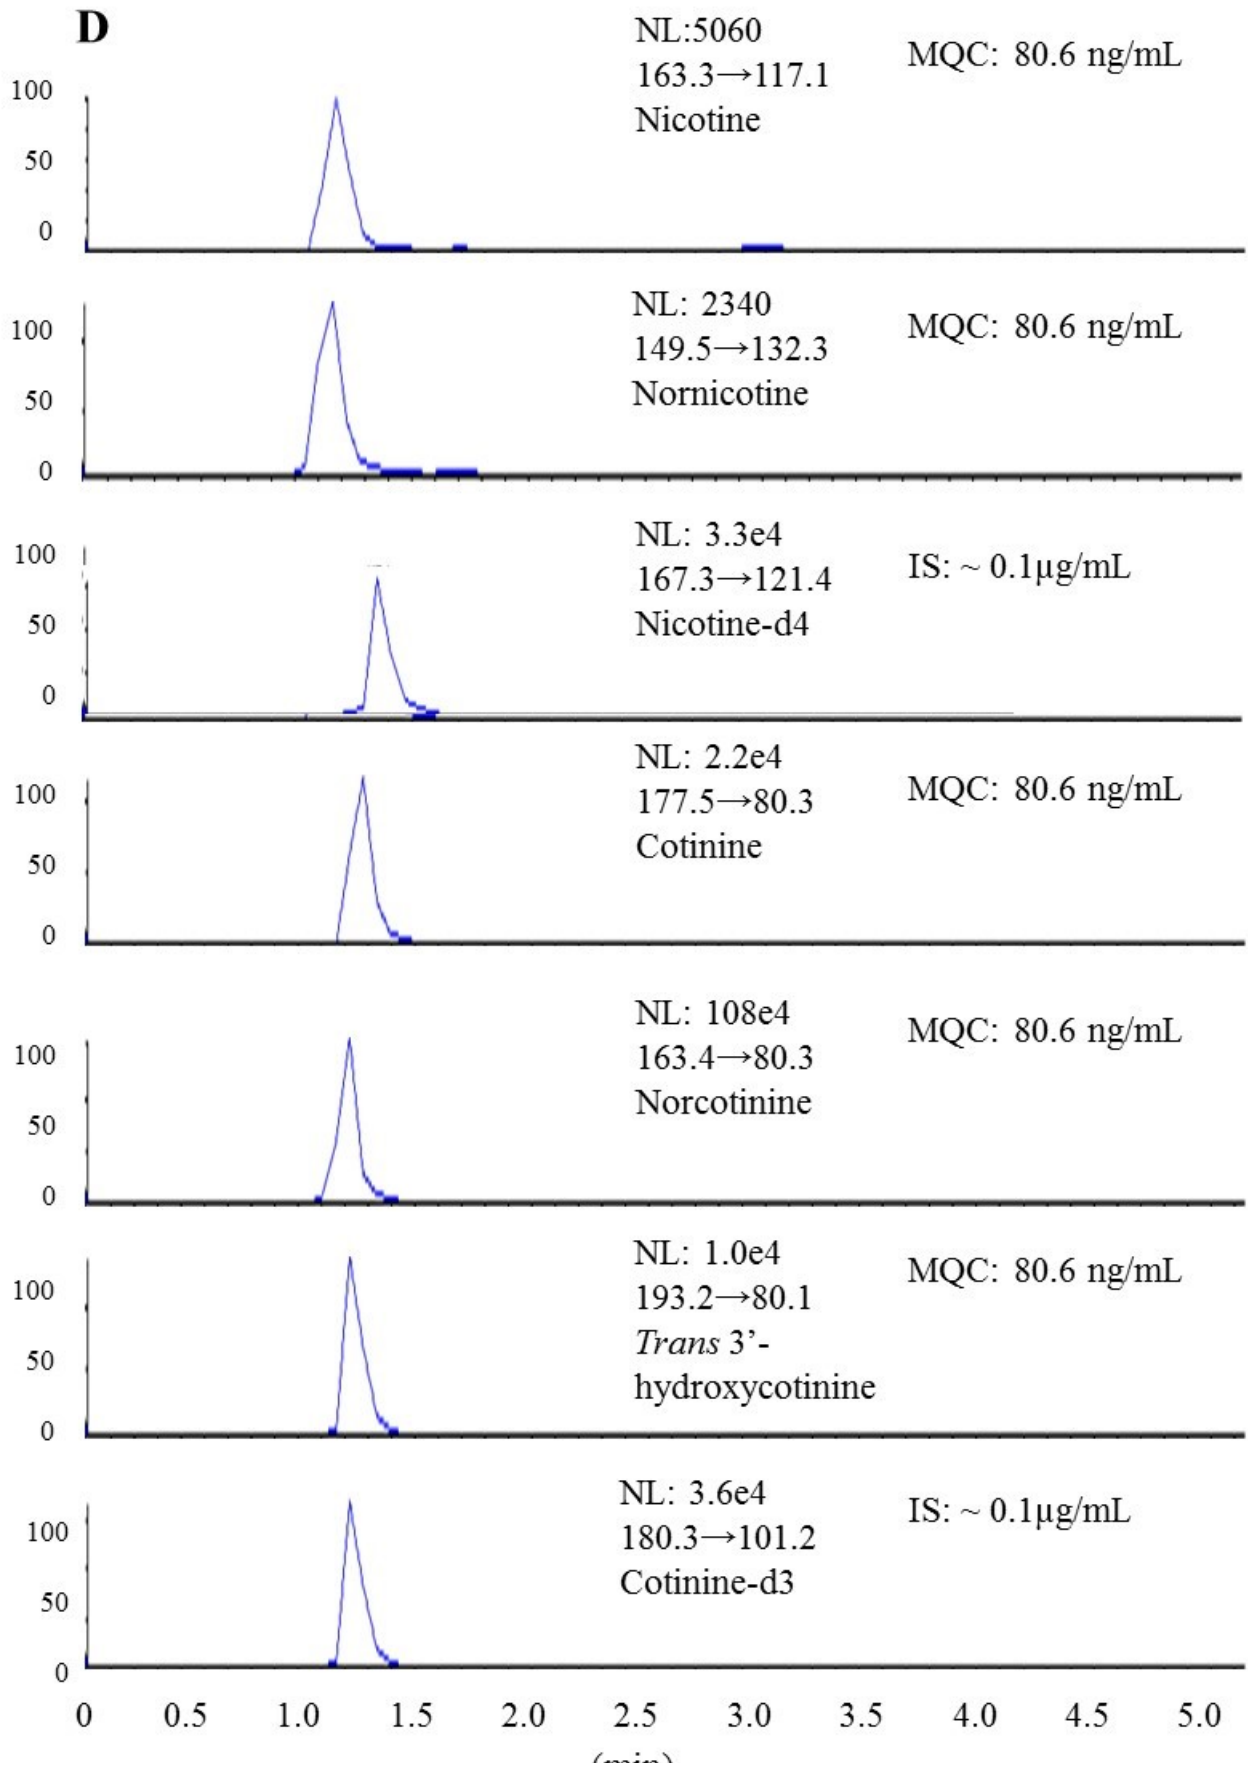 D
NL:5060
163.3→117.1
Nicotine
MQC: 80.6 ng/mL
100
50
0
NL: 2340
149.5→132.3
Nornicotine
MQC: 80.6 ng/mL
100
50
0
NL: 3.3e4
167.3→121.4
Nicotine-d4
IS: ~ 0.1µg/mL
100
50
0
NL: 2.2e4
177.5→80.3
Cotinine
MQC: 80.6 ng/mL
100
50
0
NL: 108e4
163.4→80.3
Norcotinine
MQC: 80.6 ng/mL
100
50
0
NL: 1.0e4
193.2→80.1
Trans 3’-
hydroxycotinine
MQC: 80.6 ng/mL
100
50
0
NL: 3.6e4
180.3→101.2
Cotinine-d3
IS: ~ 0.1µg/mL
100
50
0
0 0.5 1.0 1.5 2.0 2.5 3.0 3.5 4.0 4.5 5.0
(min)